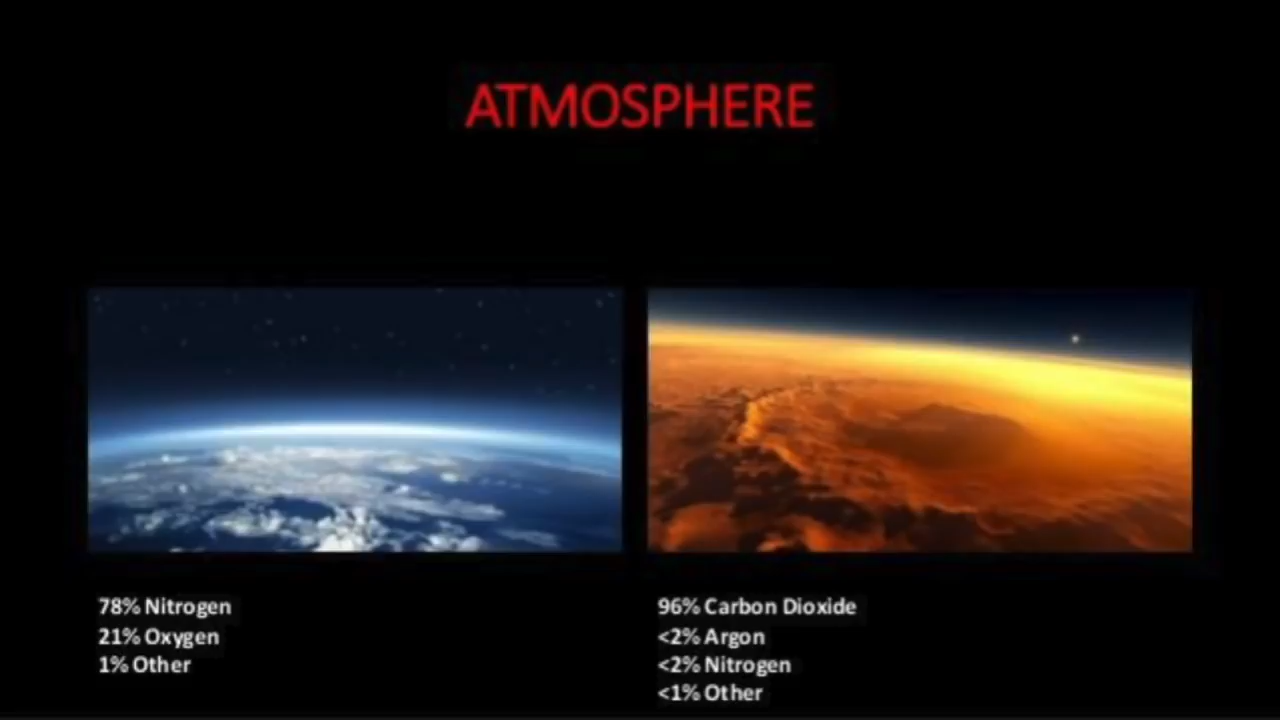 ATMOSPHERE
78% Nitrogen
21% Oxygen
1% Other
96% Carbon Dioxide
<2% Argon
<2% Nitrogen
<1% Other